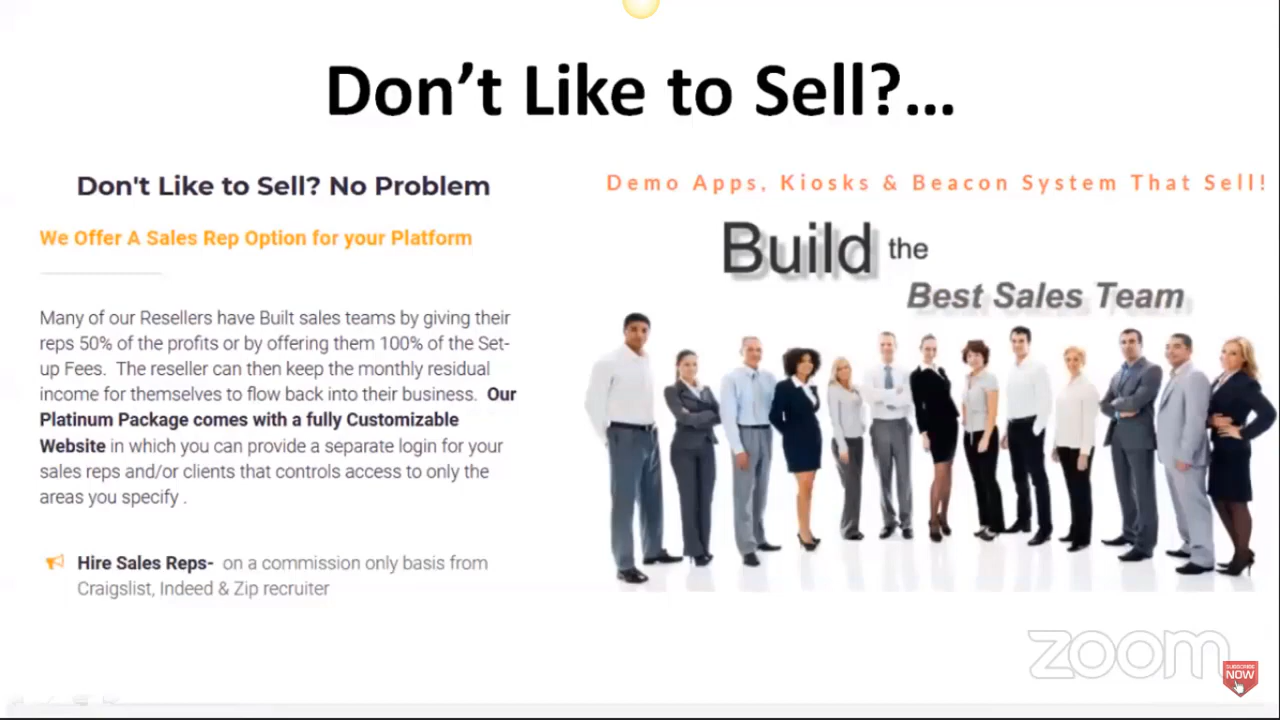 Don’t Like to Sell?...
Don't Like to Sell? No Problem
We Offer A Sales Rep Option for your Platform
Many of our Resellers have Built sales teams by giving their
reps 50% of the profits or by offering them 100% of the Set-
up Fees. The reseller can then keep the monthly residual
income for themselves to flow back into their business. Our
Platinum Package comes with a fully Customizable
Website in which you can provide a separate login for your
sales reps and/or clients that controls access to only the
areas you specify .
Hire Sales Reps- on a commission only basis from
Craigslist, Indeed & Zip recruiter
Demo Apps, Kiosks & Beacon System That Sell!
Build the
Best Sales Team
zoom
SUBSCRIBE
NOW